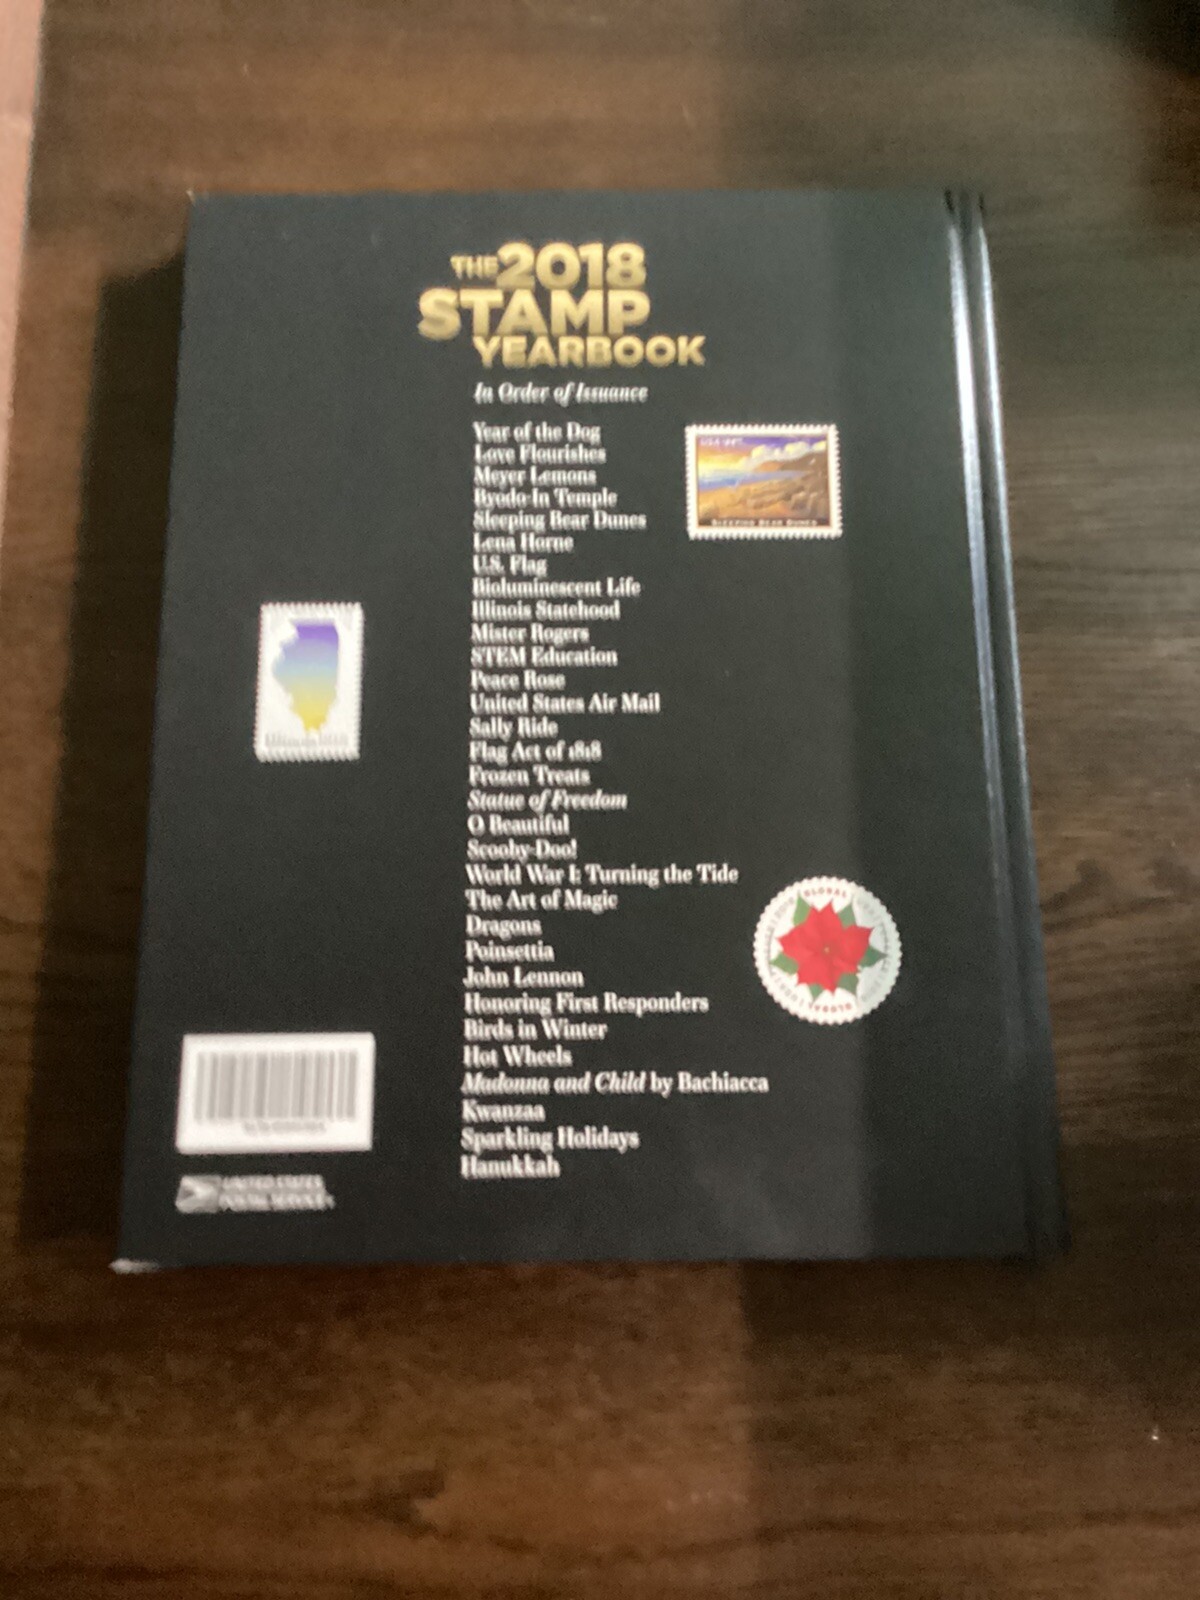 THE 2018
STAMP
YEARBOOK
In Order of Issuance
Year of the Dog
Love Flourishes
Meyer Lemons
Byodo-In Temple
Sleeping Bear Dunes
Lena Horne
U.S. Flag
Bioluminescent Life
Illinois Statehood
Mister Rogers
STEM Education
Peace Rose
United States Air Mail
Sally Ride
Flag Act of 1818
Frozen Treats
Statue of Freedom
O Beautiful
Scooby-Doo!
World War I: Turning the Tide
The Art of Magic
Dragons
Poinsettia
John Lennon
Honoring First Responders
Birds in Winter
Hot Wheels
Madonna and Child by Bachiacca
Kwanzaa
Sparkling Holidays
Hanukkah
SLEEPING BEAR DUNES
GLOBAL
UNITED STATES
POSTAL SERVICE